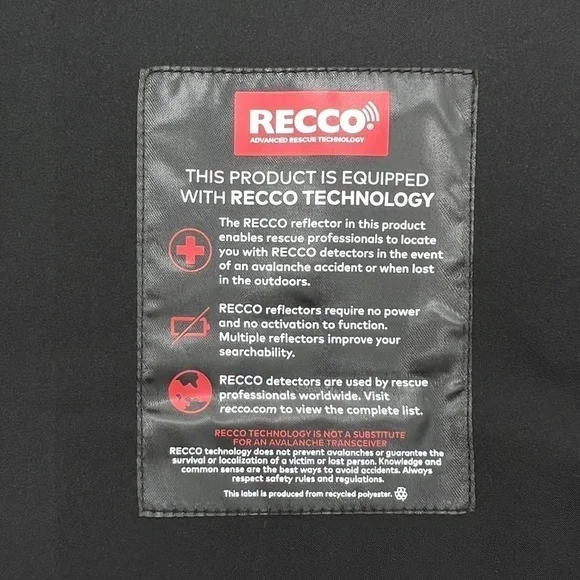 RECCO®
ADVANCED RESCUE TECHNOLOGY
THIS PRODUCT IS EQUIPPED
WITH RECCO TECHNOLOGY
The RECCO reflector in this product
enables rescue professionals to locate
you with RECCO detectors in the event
of an avalanche accident or when lost
in the outdoors.
RECCO reflectors require no power
and no activation to function.
Multiple reflectors improve your
searchability.
RECCO detectors are used by rescue
professionals worldwide. Visit
recco.com to view the complete list.
RECCO TECHNOLOGY IS NOT A SUBSTITUTE
FOR AN AVALANCHE TRANSCEIVER
RECCO technology does not prevent avalanches or guarantee the
survival or localization of a victim or lost person. Knowledge and
common sense are the best ways to avoid accidents. Always
respect safety rules and regulations.
This label is produced from recycled polyester.